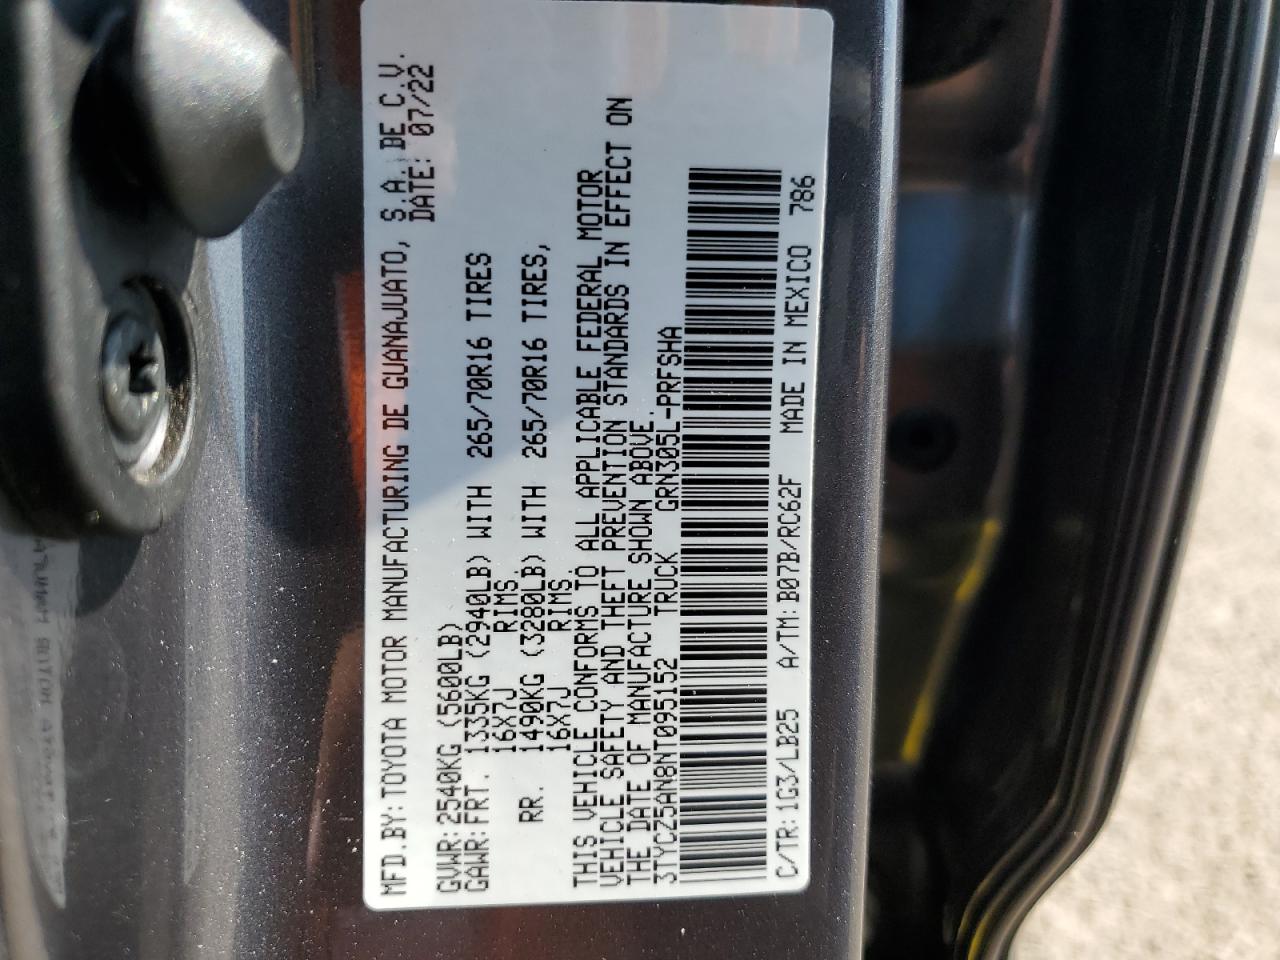 MFD.BY:TOYOTA MOTOR MANUFACTURING DE GUANAJUATO, S.A. DE C.V.
DATE: 07/22
GVWR:2540KG (5600LB)
GAWR:FRT. 1335KG (2940LB) WITH 265/70R16 TIRES
16X7J RIMS,
RR. 1490KG (3280LB) WITH 265/70R16 TIRES,
16X7J RIMS.
THIS VEHICLE CONFORMS TO ALL APPLICABLE FEDERAL MOTOR
VEHICLE SAFETY AND THEFT PREVENTION STANDARDS IN EFFECT ON
THE DATE OF MANUFACTURE SHOWN ABOVE.
3TYCZ5AN8NT095152 TRUCK GRN305L-PRFSHA
C/TR: 1G3/LB25 A/TM: B07B/RC62F MADE IN MEXICO 786